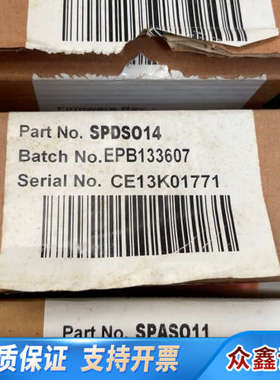 Part No. SPDSO14
Batch No.EPB133607
Serial No. CE13K01771
Part No. SPASO11
质保证 支持开票 众鑫